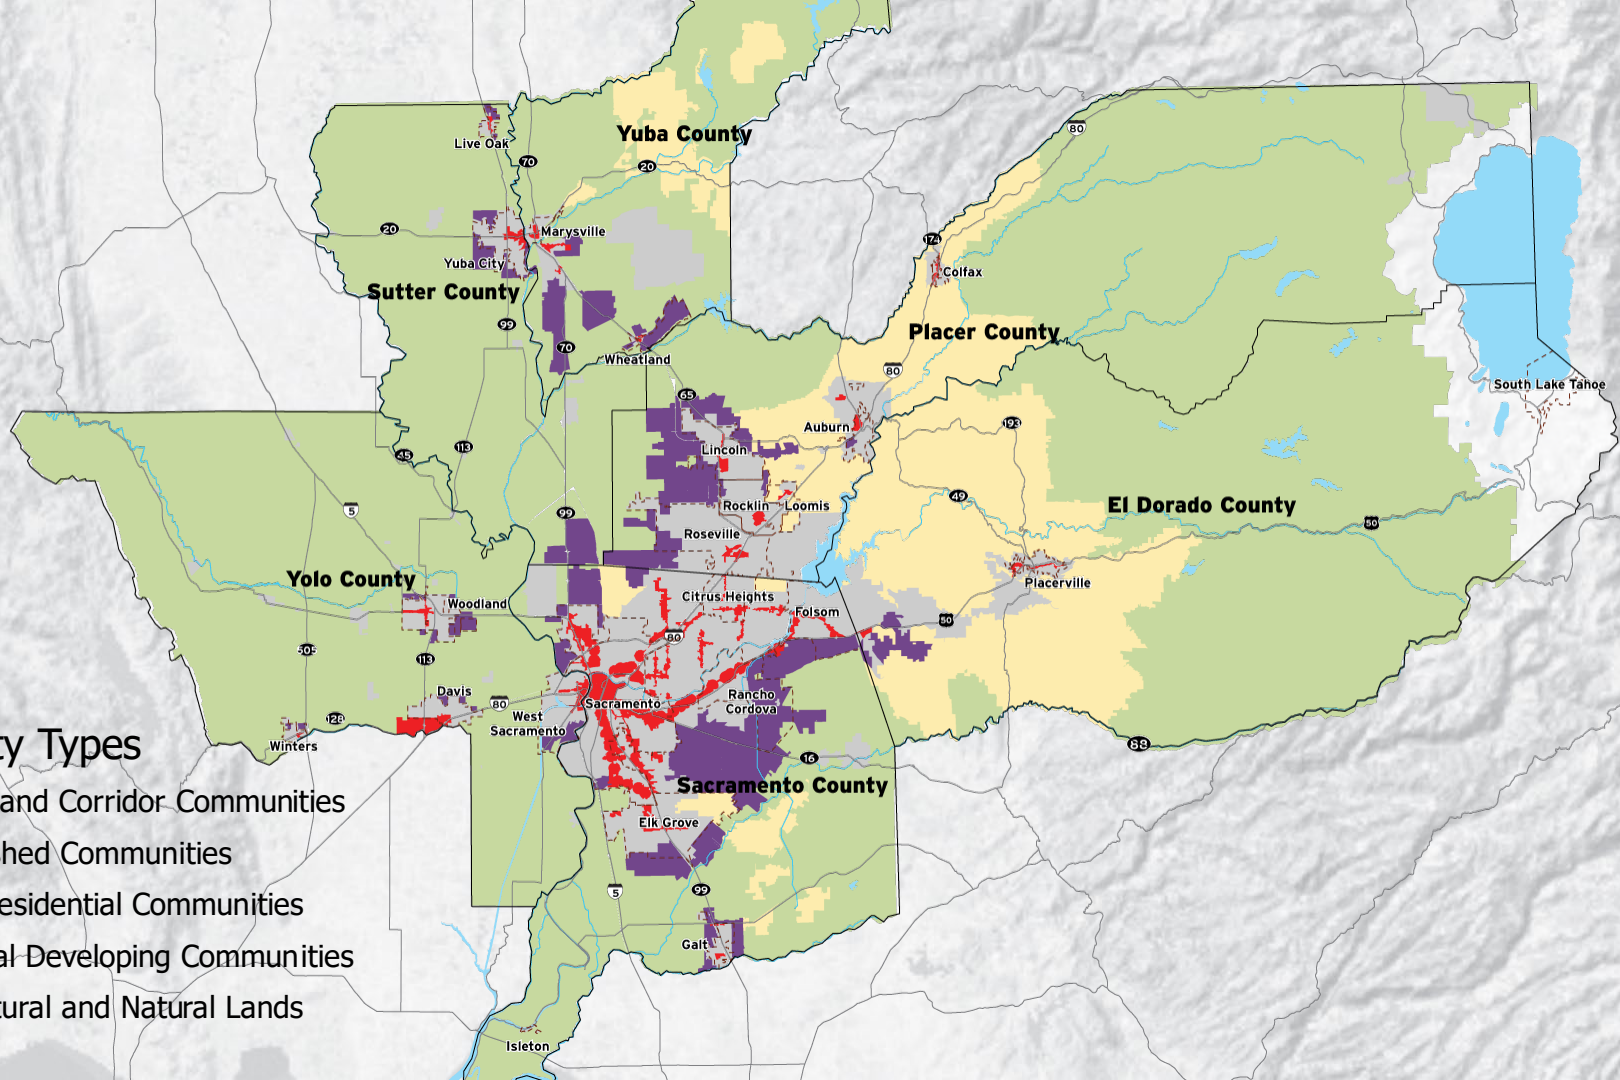 Yuba County
Live Oak
70
80
20
20
Marysville
174
Yuba City
Colfax
Sutter County
99
Placer County
70
Wheatland
80
South Lake Tahoe
65
193
Auburn
113
Lincoln
45
49
El Dorado County
5
99
Rocklin
Loomis
50
Roseville
Yolo County
Placerville
Citrus Heights
Woodland
Folsom
50
80
505
113
Davis
Rancho
Cordova
80
Sacramento
West
Sacramento
128
Winters
88
16
ty Types
Sacramento County
and Corridor Communities
Elk Grove
shed Communities
5
99
esidential Communities
Galt
al Developing Communities
tural and Natural Lands
Isleton